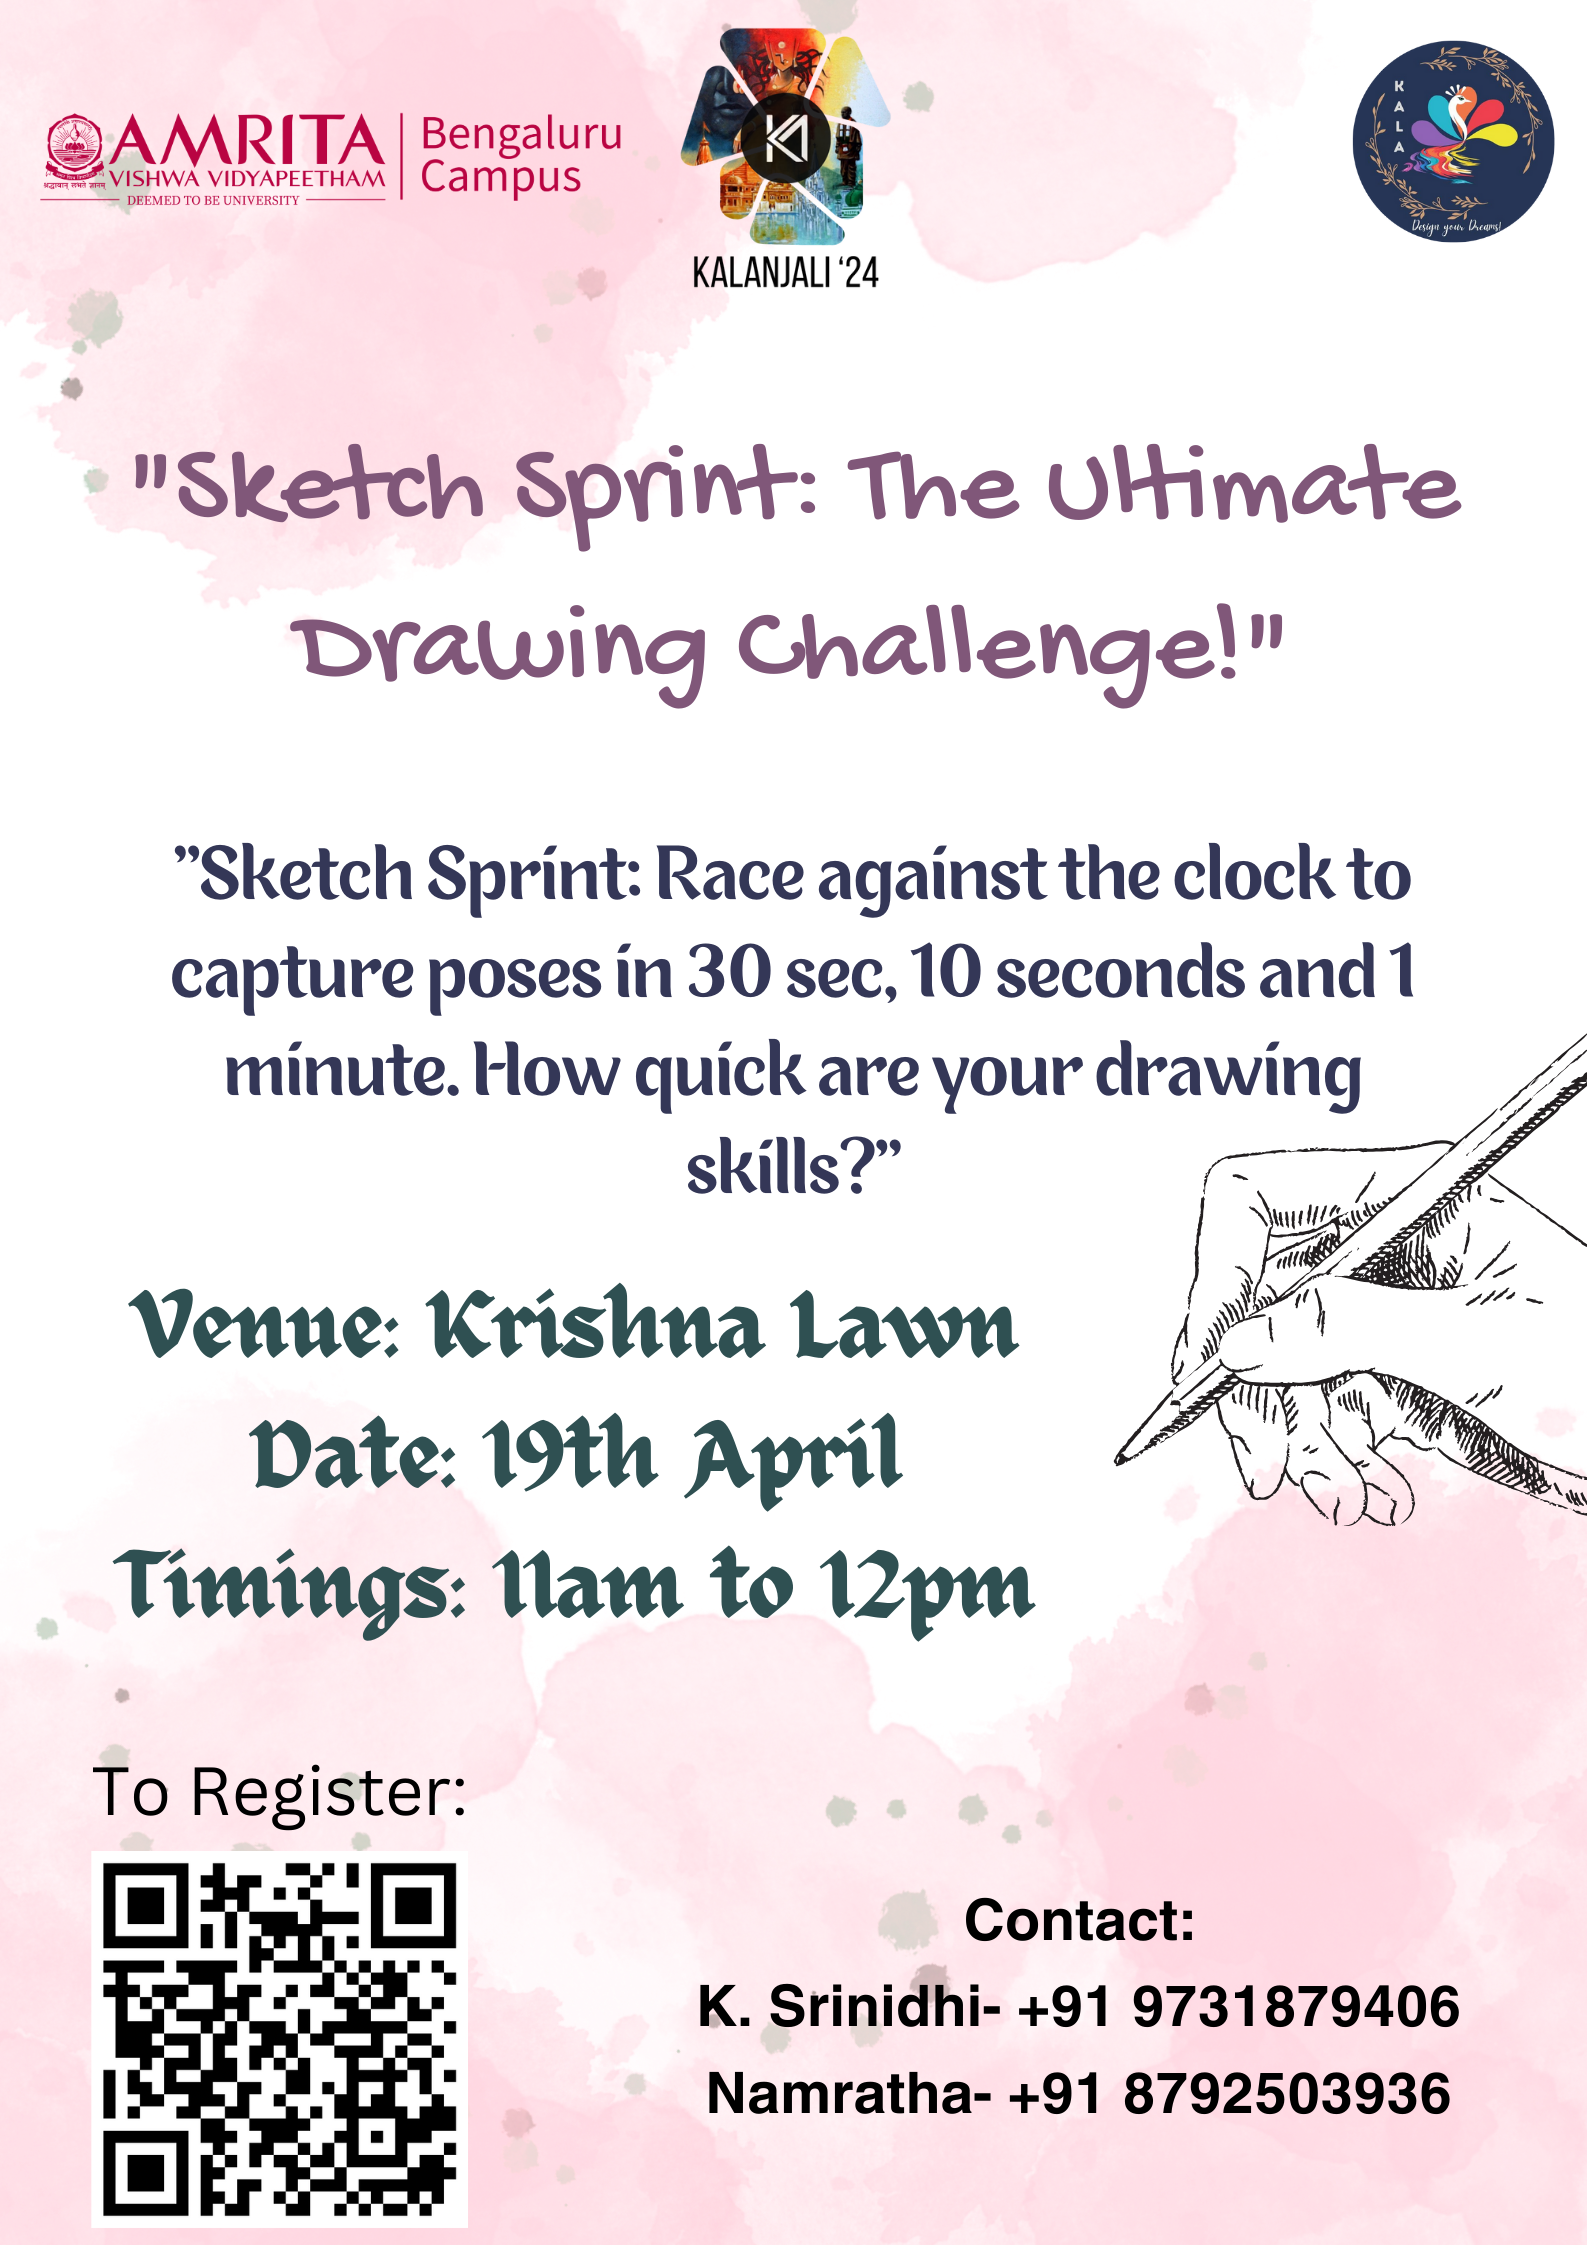 AMRITA
VISHWA VIDYAPEETHAM
DEEMED TO BE UNIVERSITY
श्रद्धावान् लभते ज्ञानम्
Bengaluru
Campus
KALANJALI ‘24
KALA
Design your Dreams!
"Sketch Sprint: The Ultimate
Drawing Challenge!"
”Sketch Sprint: Race against the clock to
capture poses in 30 sec, 10 seconds and 1
minute. How quick are your drawing
skills?”
Venue: Krishna Lawn
Date: 19th April
Timings: 11am to 12pm
To Register:
Contact:
K. Srinidhi- +91 9731879406
Namratha- +91 8792503936